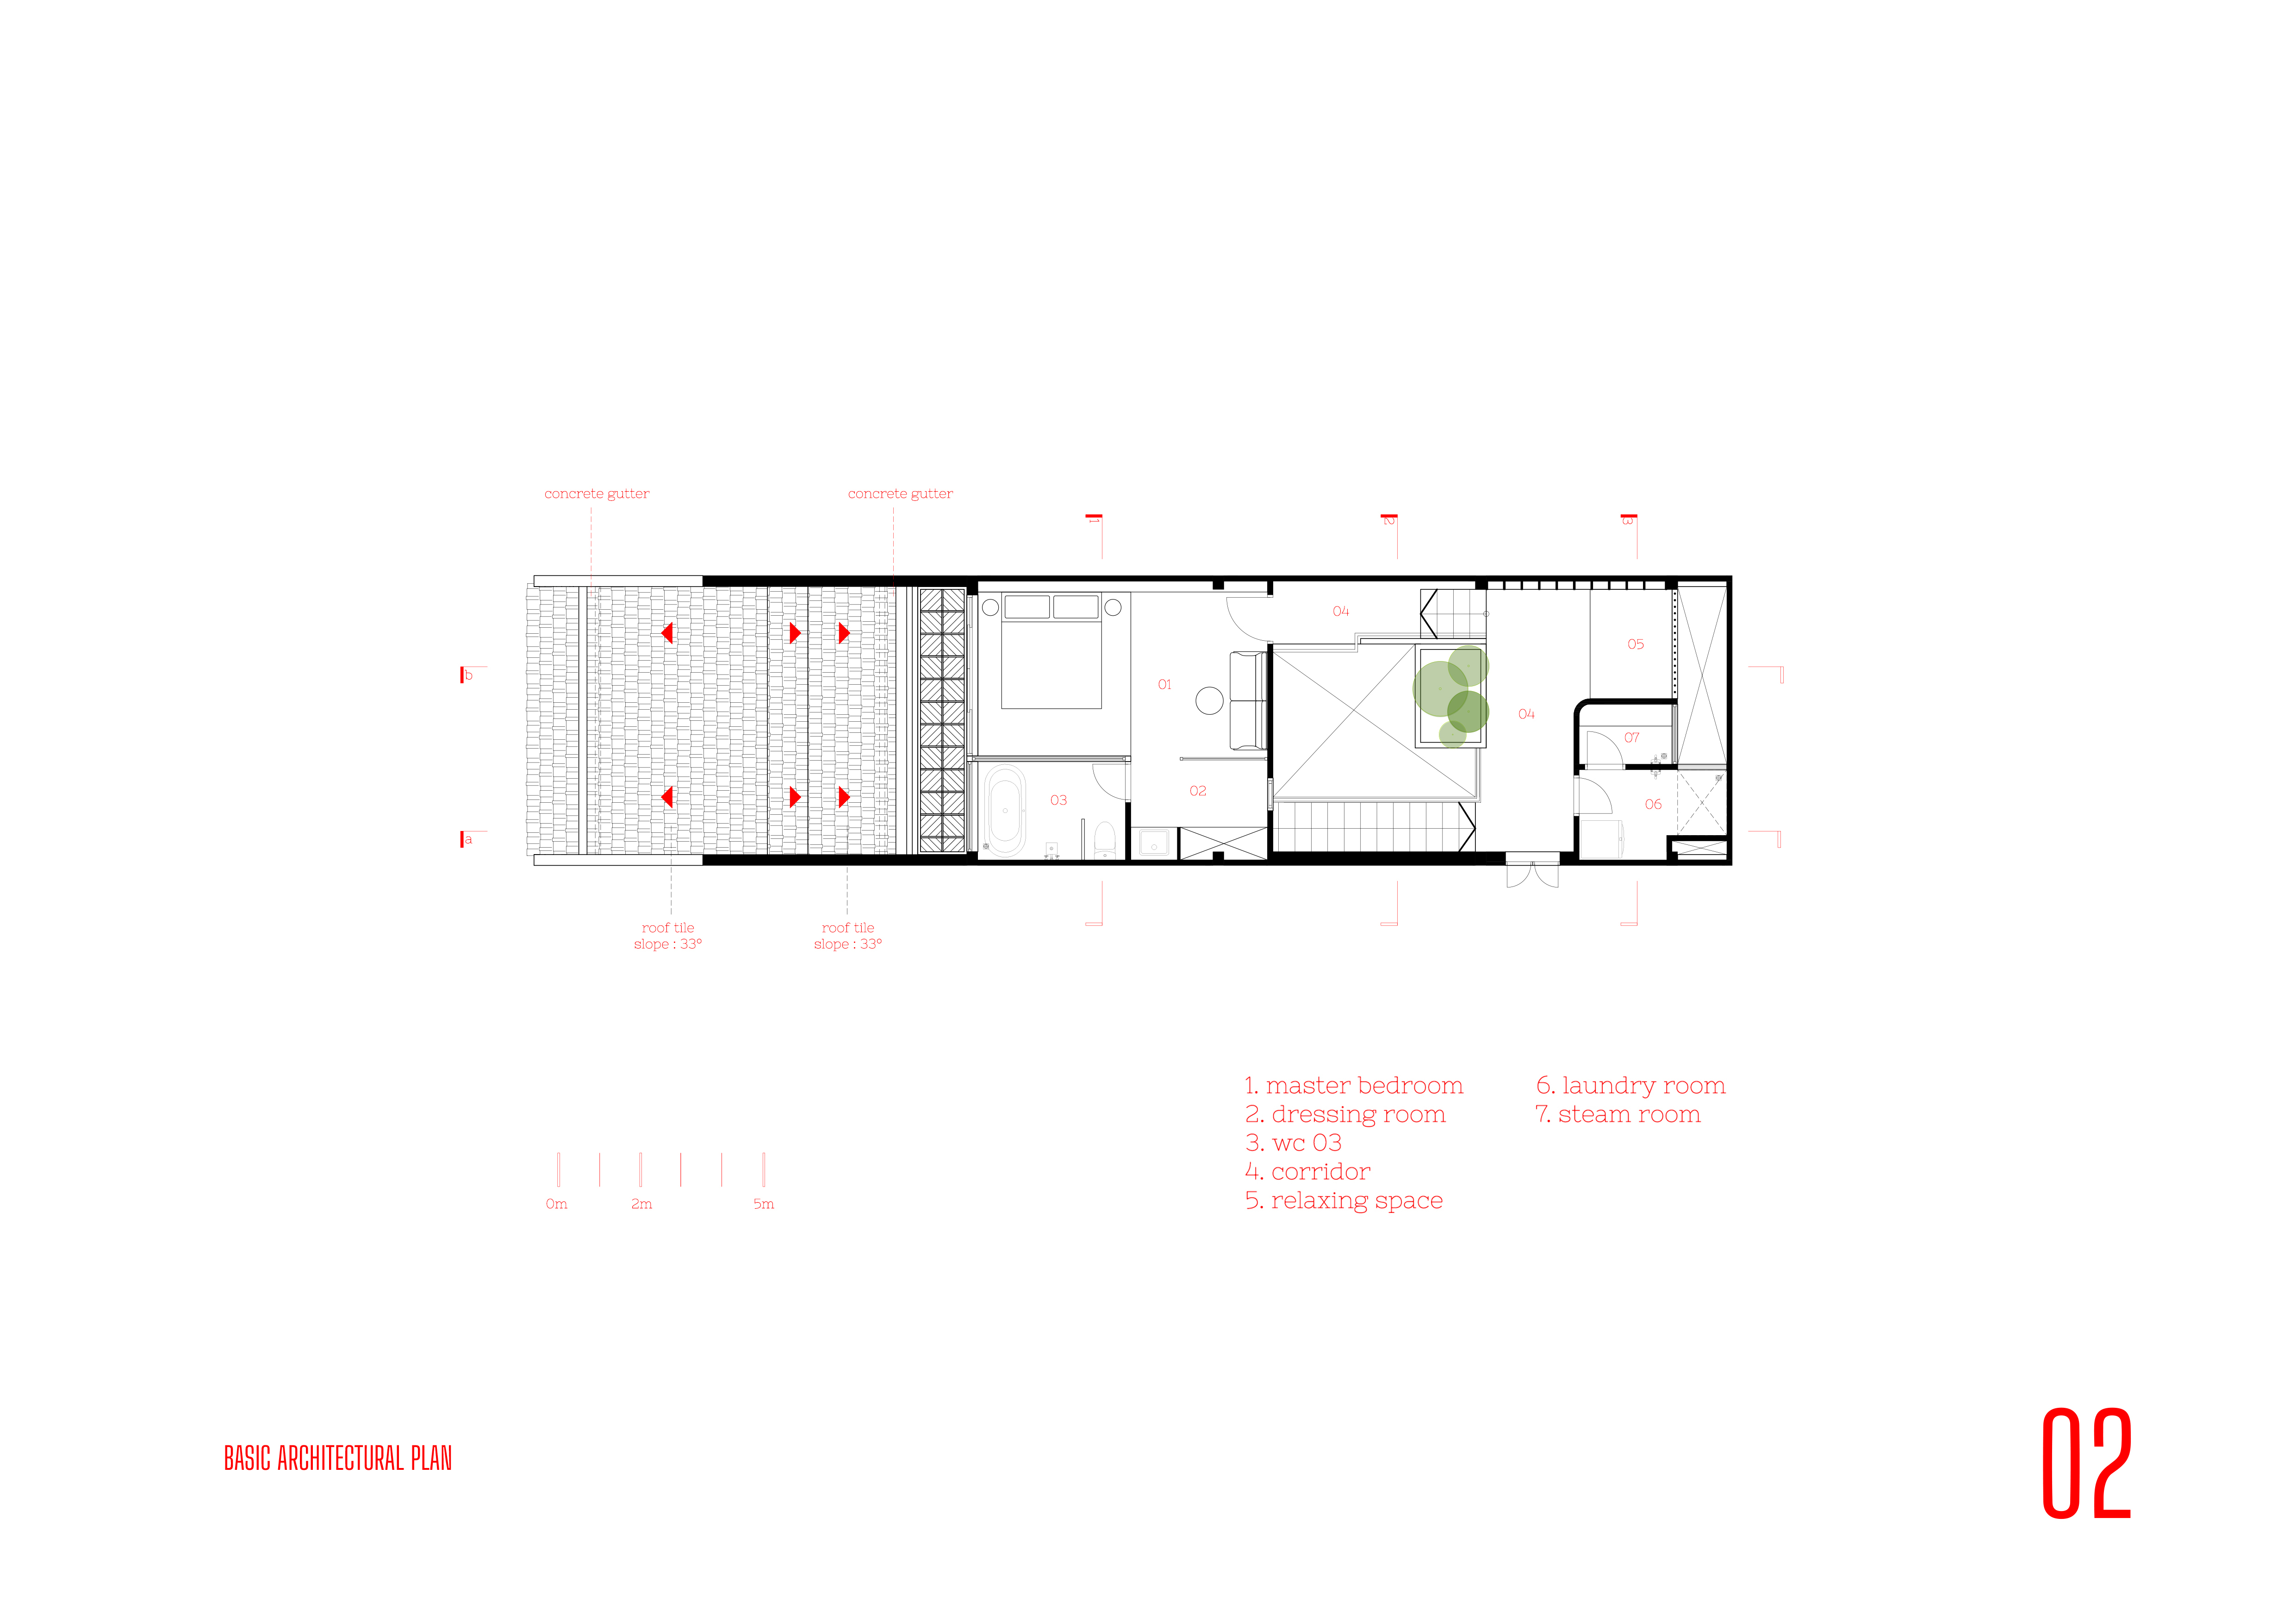 concrete gutter
concrete gutter
1
2
3
04
05
b
01
04
07
02
03
06
a
roof tile
slope : 33°
roof tile
slope : 33°
1. master bedroom
2. dressing room
3. wc 03
4. corridor
5. relaxing space
6. laundry room
7. steam room
0m
2m
5m
BASIC ARCHITECTURAL PLAN
02